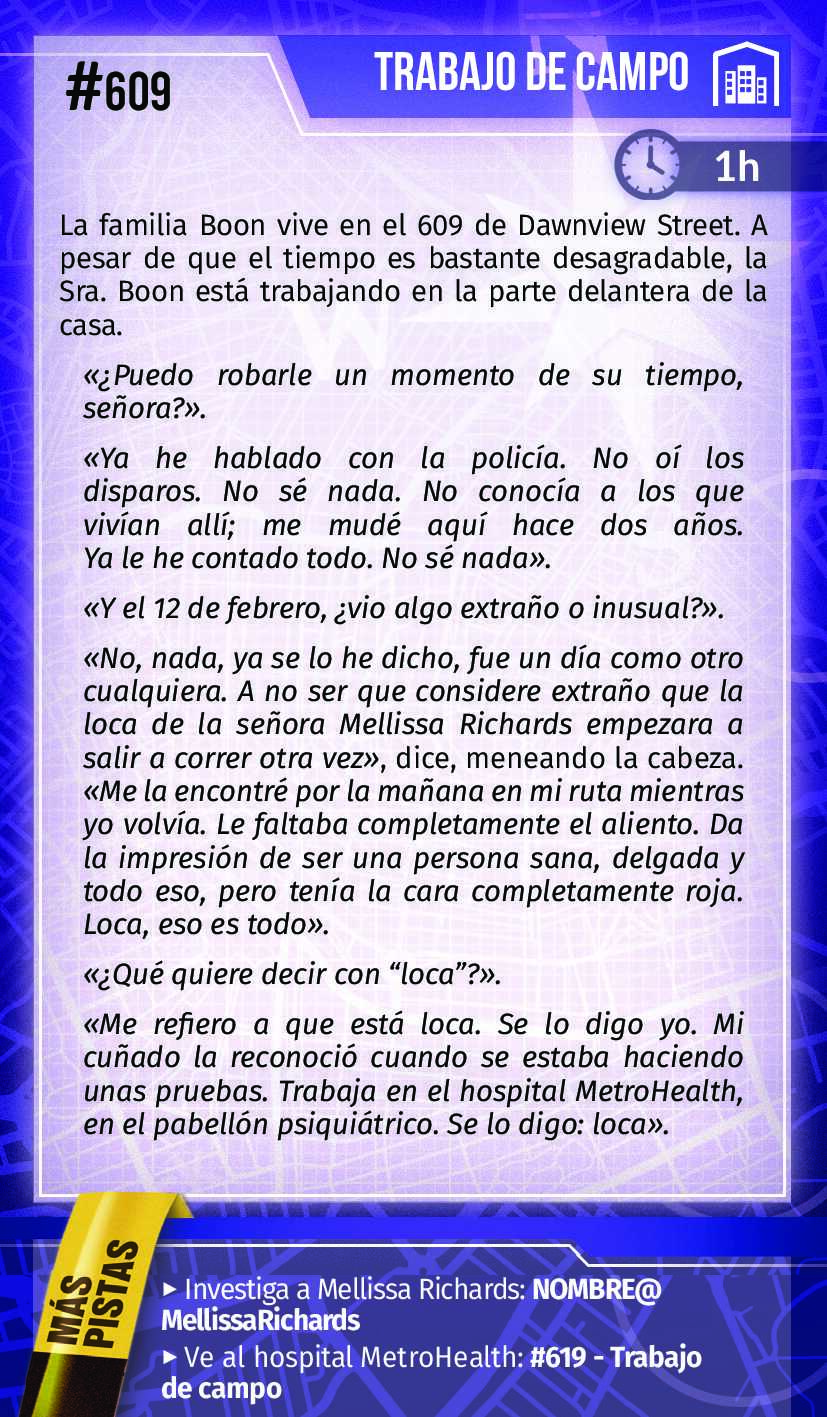 #609
TRABAJO DE CAMPO
1h
La familia Boon vive en el 609 de Dawnview Street. A
pesar de que el tiempo es bastante desagradable, la
Sra. Boon está trabajando en la parte delantera de la
casa.
«¿Puedo robarle un momento de su tiempo,
señora?».
«Ya he hablado con la policía. No oí los
disparos. No sé nada. No conocía a los que
vivían allí; me mudé aquí hace dos años.
Ya le he contado todo. No sé nada».
«Y el 12 de febrero, ¿vio algo extraño o inusual?».
«No, nada, ya se lo he dicho, fue un día como otro
cualquiera. A no ser que considere extraño que la
loca de la señora Mellissa Richards empezara a
salir a correr otra vez», dice, meneando la cabeza.
«Me la encontré por la mañana en mi ruta mientras
yo volvía. Le faltaba completamente el aliento. Da
la impresión de ser una persona sana, delgada y
todo eso, pero tenía la cara completamente roja.
Loca, eso es todo».
«¿Qué quiere decir con “loca”?».
«Me refiero a que está loca. Se lo digo yo. Mi
cuñado la reconoció cuando se estaba haciendo
unas pruebas. Trabaja en el hospital MetroHealth,
en el pabellón psiquiátrico. Se lo digo: loca».
MÁS
PISTAS
▸ Investiga a Mellissa Richards: NOMBRE@
MellissaRichards
▸ Ve al hospital MetroHealth: #619 - Trabajo
de campo